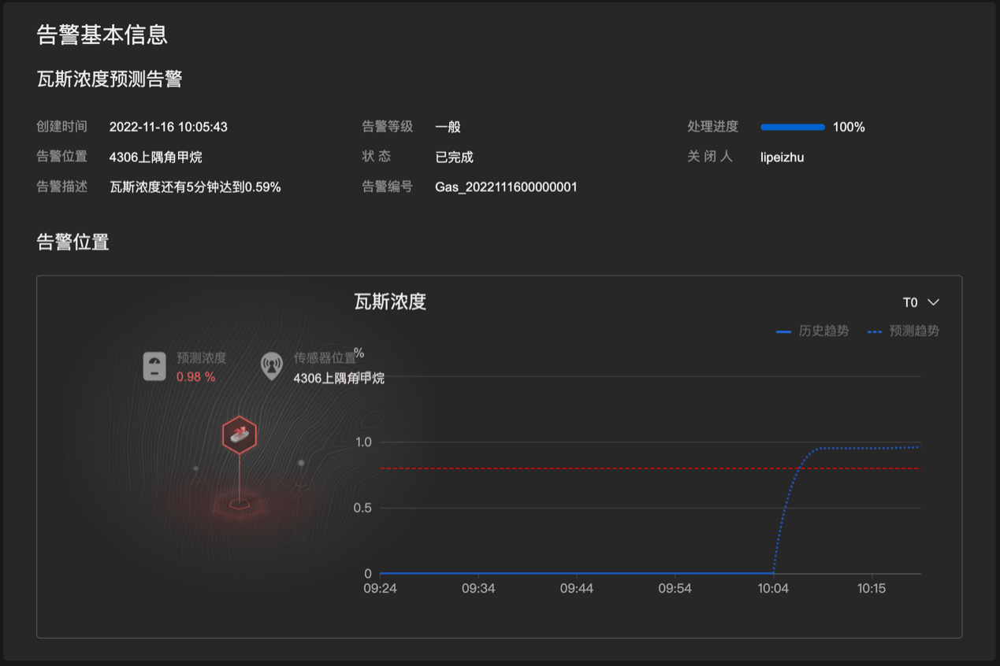 告警基本信息
瓦斯浓度预测告警
创建时间 2022-11-16 10:05:43 告警等级 一般 处理进度 100%
告警位置 4306上隅角甲烷 状 态 已完成 关 闭 人 lipeizhu
告警描述 瓦斯浓度还有5分钟达到0.59% 告警编号 Gas_2022111600000001
告警位置
瓦斯浓度
T0
历史趋势 预测趋势
预测浓度 传感器位置 %
0.98 % 4306上隅角甲烷
1.0
0.5
0
09:24 09:34 09:44 09:54 10:04 10:15